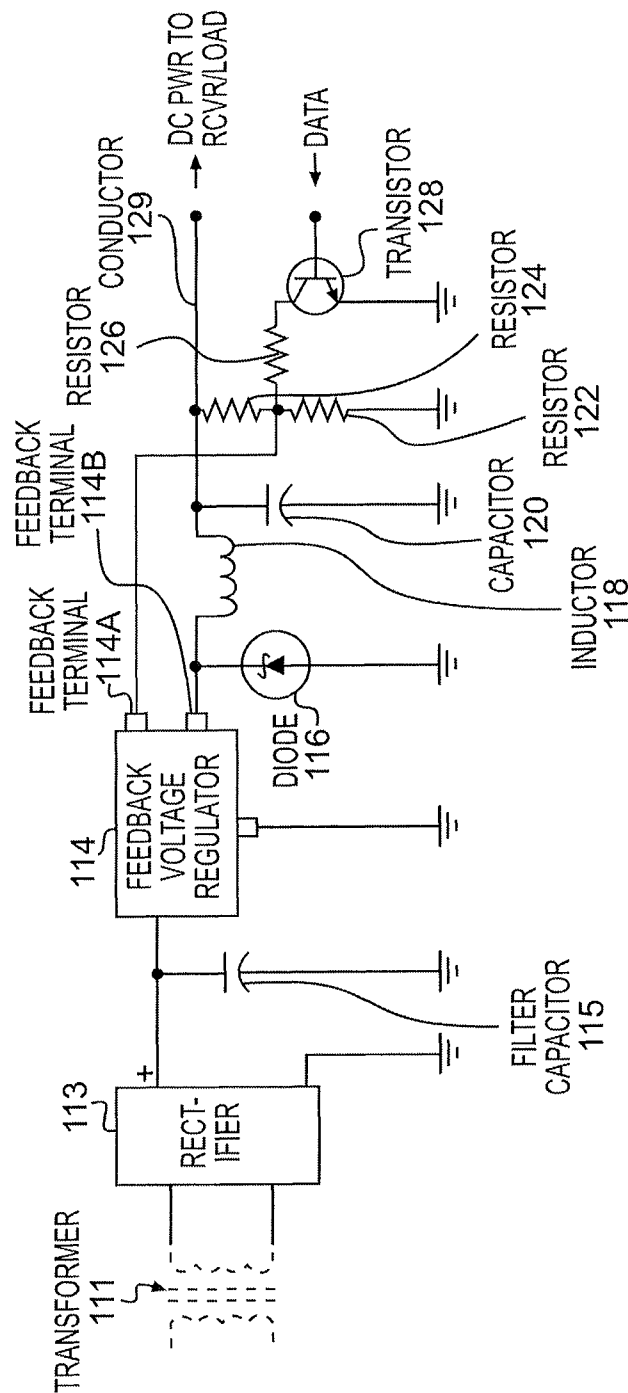 TRANSFORMER
111
113
RECT-
IFIER
+
FILTER
CAPACITOR
115
114
FEEDBACK
VOLTAGE
REGULATOR
FEEDBACK
TERMINAL
114A
FEEDBACK
TERMINAL
114B
DIODE
116
INDUCTOR
118
CAPACITOR
120
RESISTOR
122
RESISTOR
124
RESISTOR
126
TRANSISTOR
128
CONDUCTOR
129
DC PWR TO
RCVR/LOAD
DATA